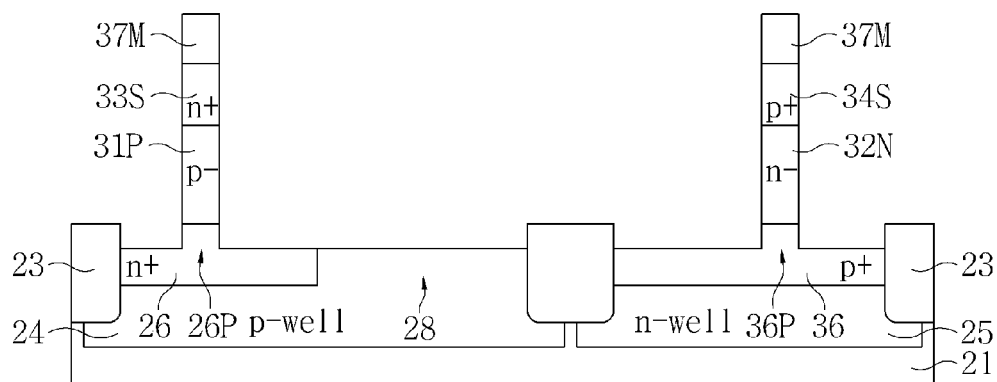 37M 37M
33S n+ p+ 34S
31P p- n- 32N
23 n+ p+ 23
24 26 26P p-well 28 n-well 36P 36 25
21